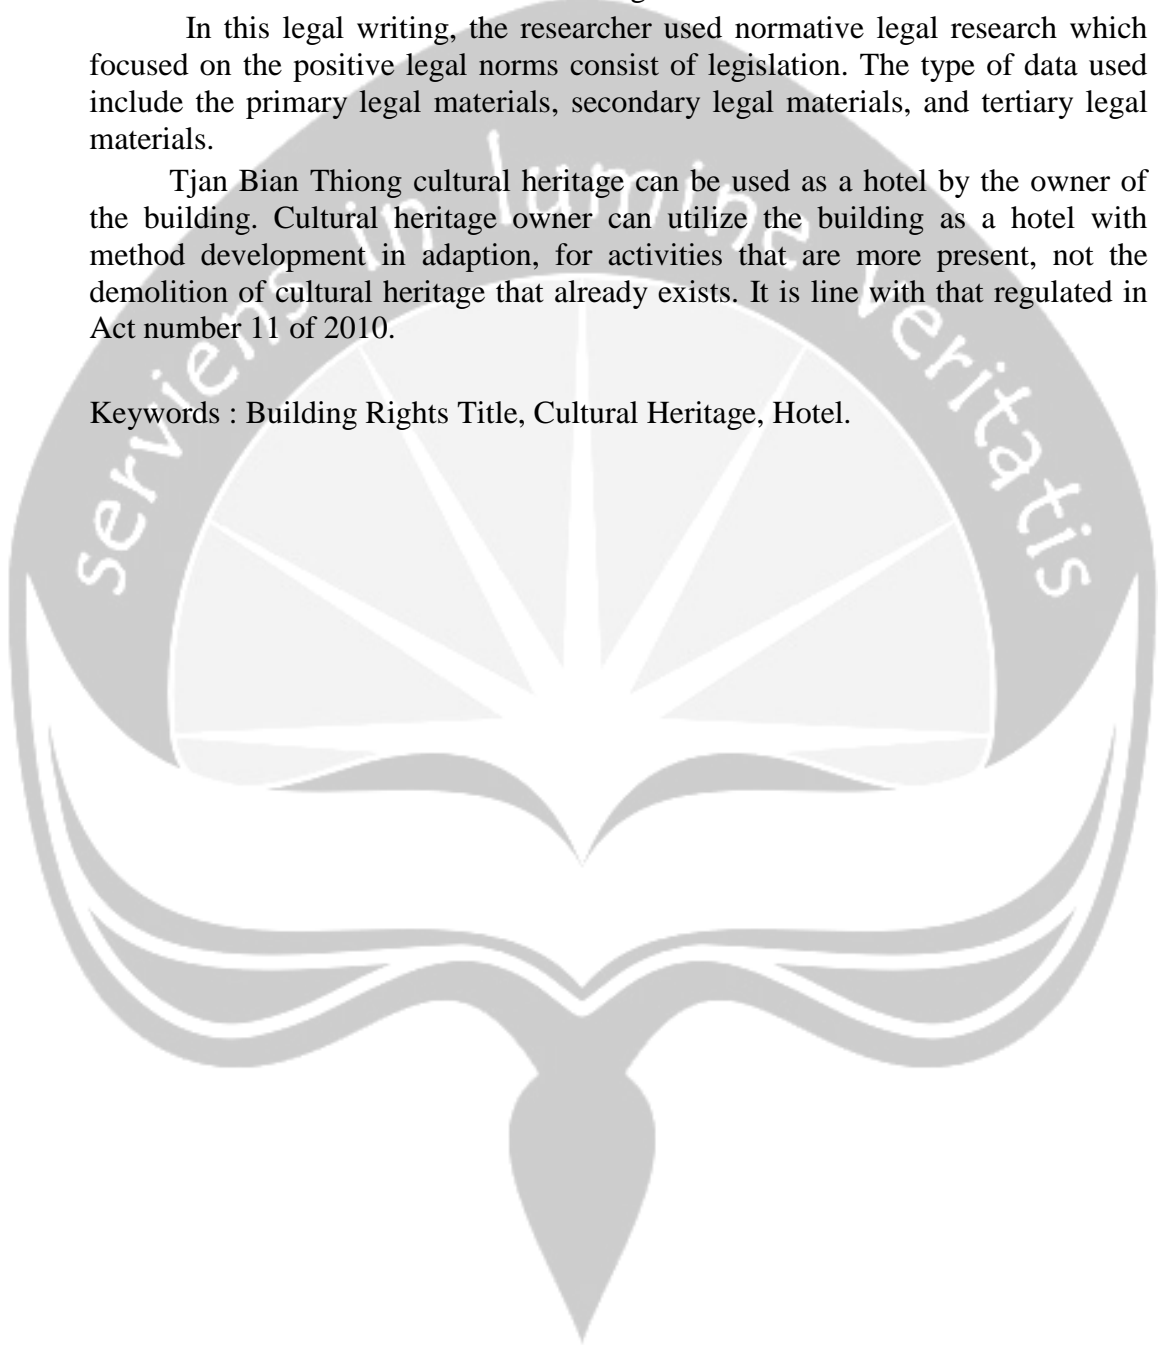 In this legal writing, the researcher used normative legal research which
focused on the positive legal norms consist of legislation. The type of data used
include the primary legal materials, secondary legal materials, and tertiary legal
materials.
Tjan Bian Thiong cultural heritage can be used as a hotel by the owner of
the building. Cultural heritage owner can utilize the building as a hotel with
method development in adaption, for activities that are more present, not the
demolition of cultural heritage that already exists. It is line with that regulated in
Act number 11 of 2010.
Keywords : Building Rights Title, Cultural Heritage, Hotel.
serviens in lumine veritatis